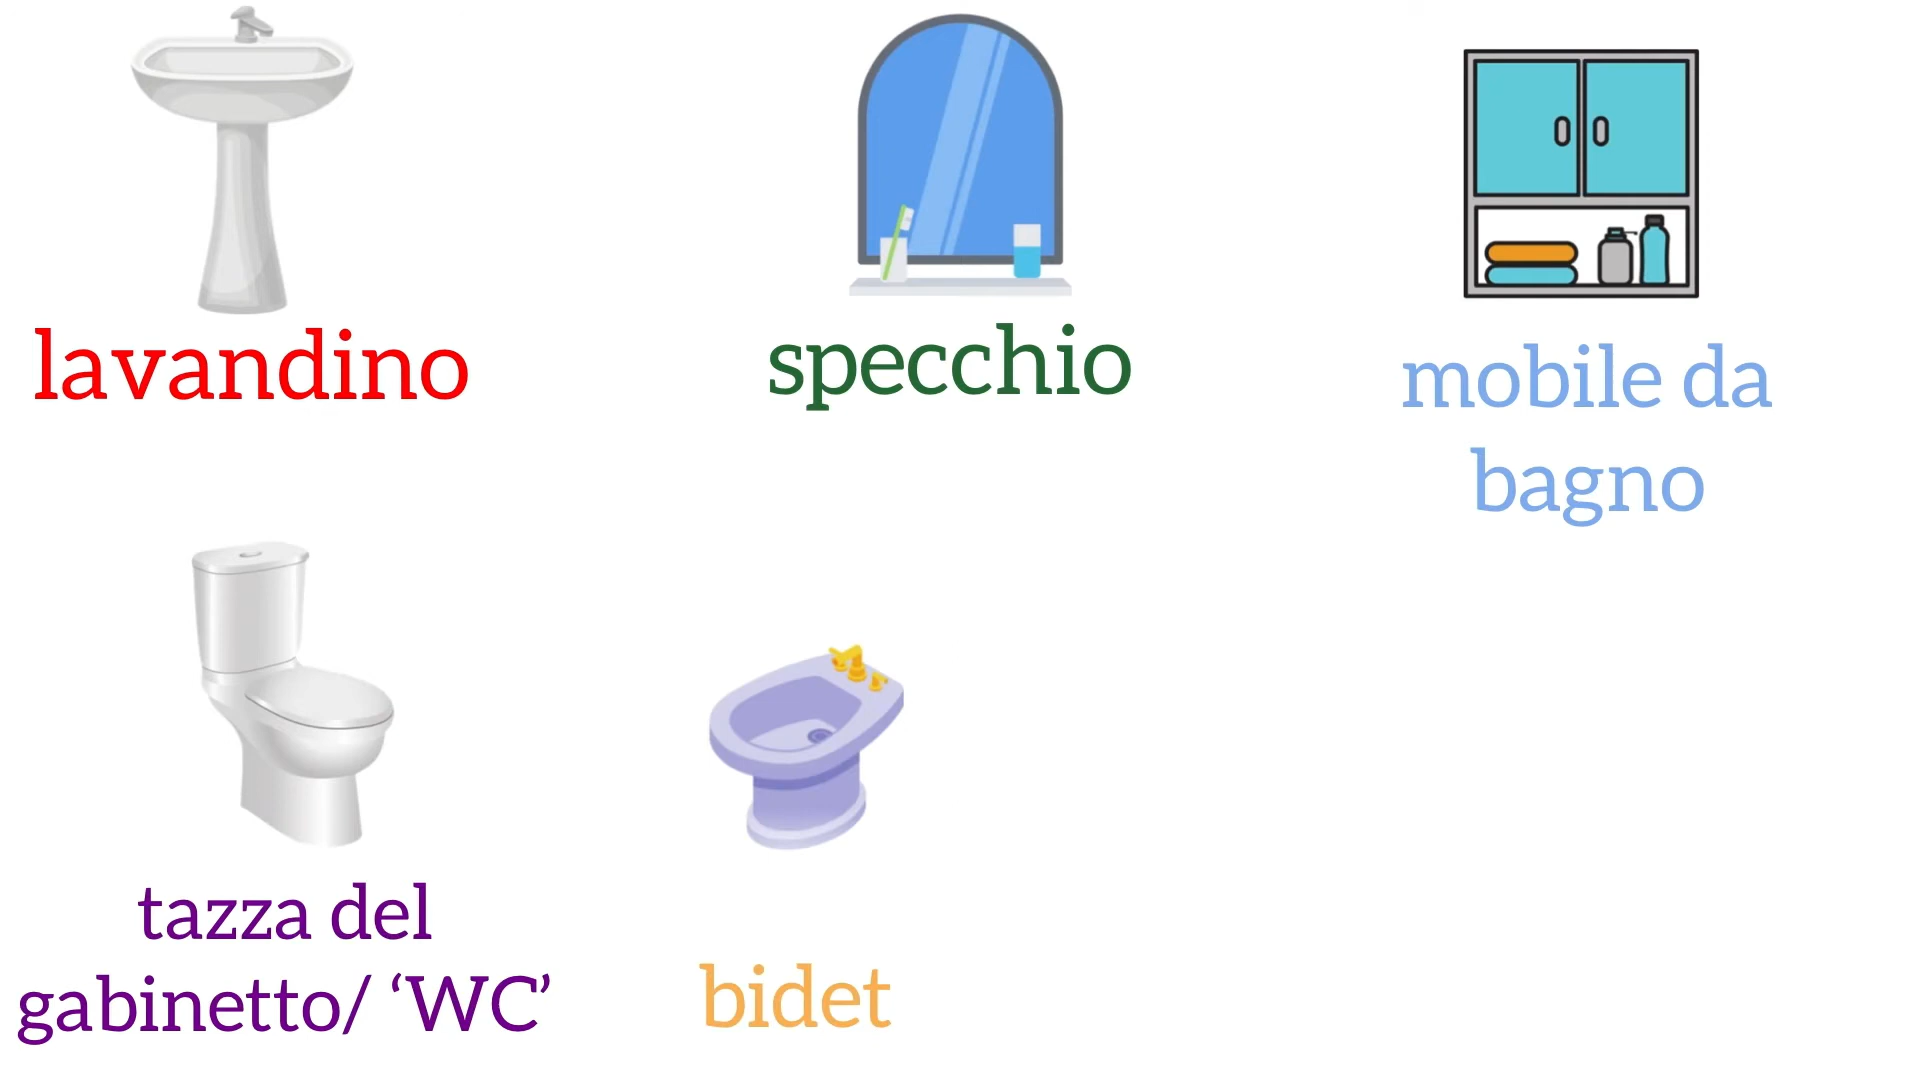 lavandino
specchio
mobile da
bagno
tazza del
gabinetto/ ‘WC’
bidet